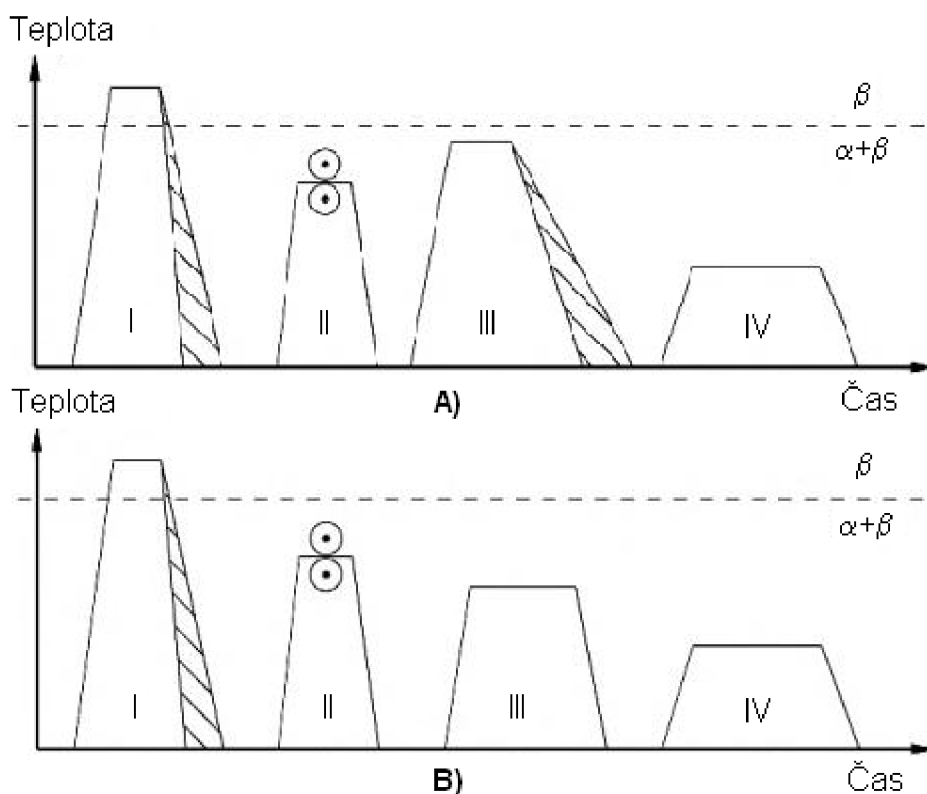 Teplota
β
α+β
I II III IV
A) Čas
Teplota
β
α+β
I II III IV
B) Čas